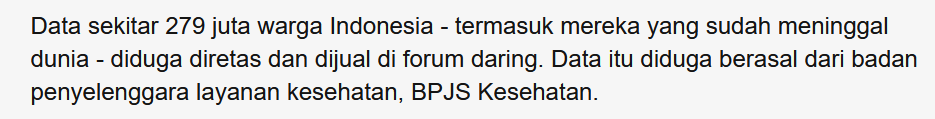 Data sekitar 279 juta warga Indonesia - termasuk mereka yang sudah meninggal
dunia - diduga diretas dan dijual di forum daring. Data itu diduga berasal dari badan
penyelenggara layanan kesehatan, BPJS Kesehatan.